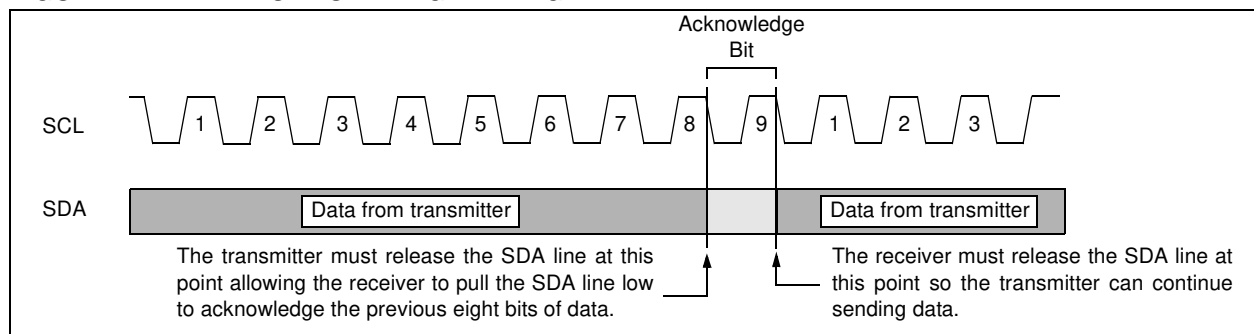 Acknowledge
Bit
SCL
1 2 3 4 5 6 7 8 9 1 2 3
SDA
Data from transmitter
Data from transmitter
The transmitter must release the SDA line at this
point allowing the receiver to pull the SDA line low
to acknowledge the previous eight bits of data.
The receiver must release the SDA line at
this point so the transmitter can continue
sending data.